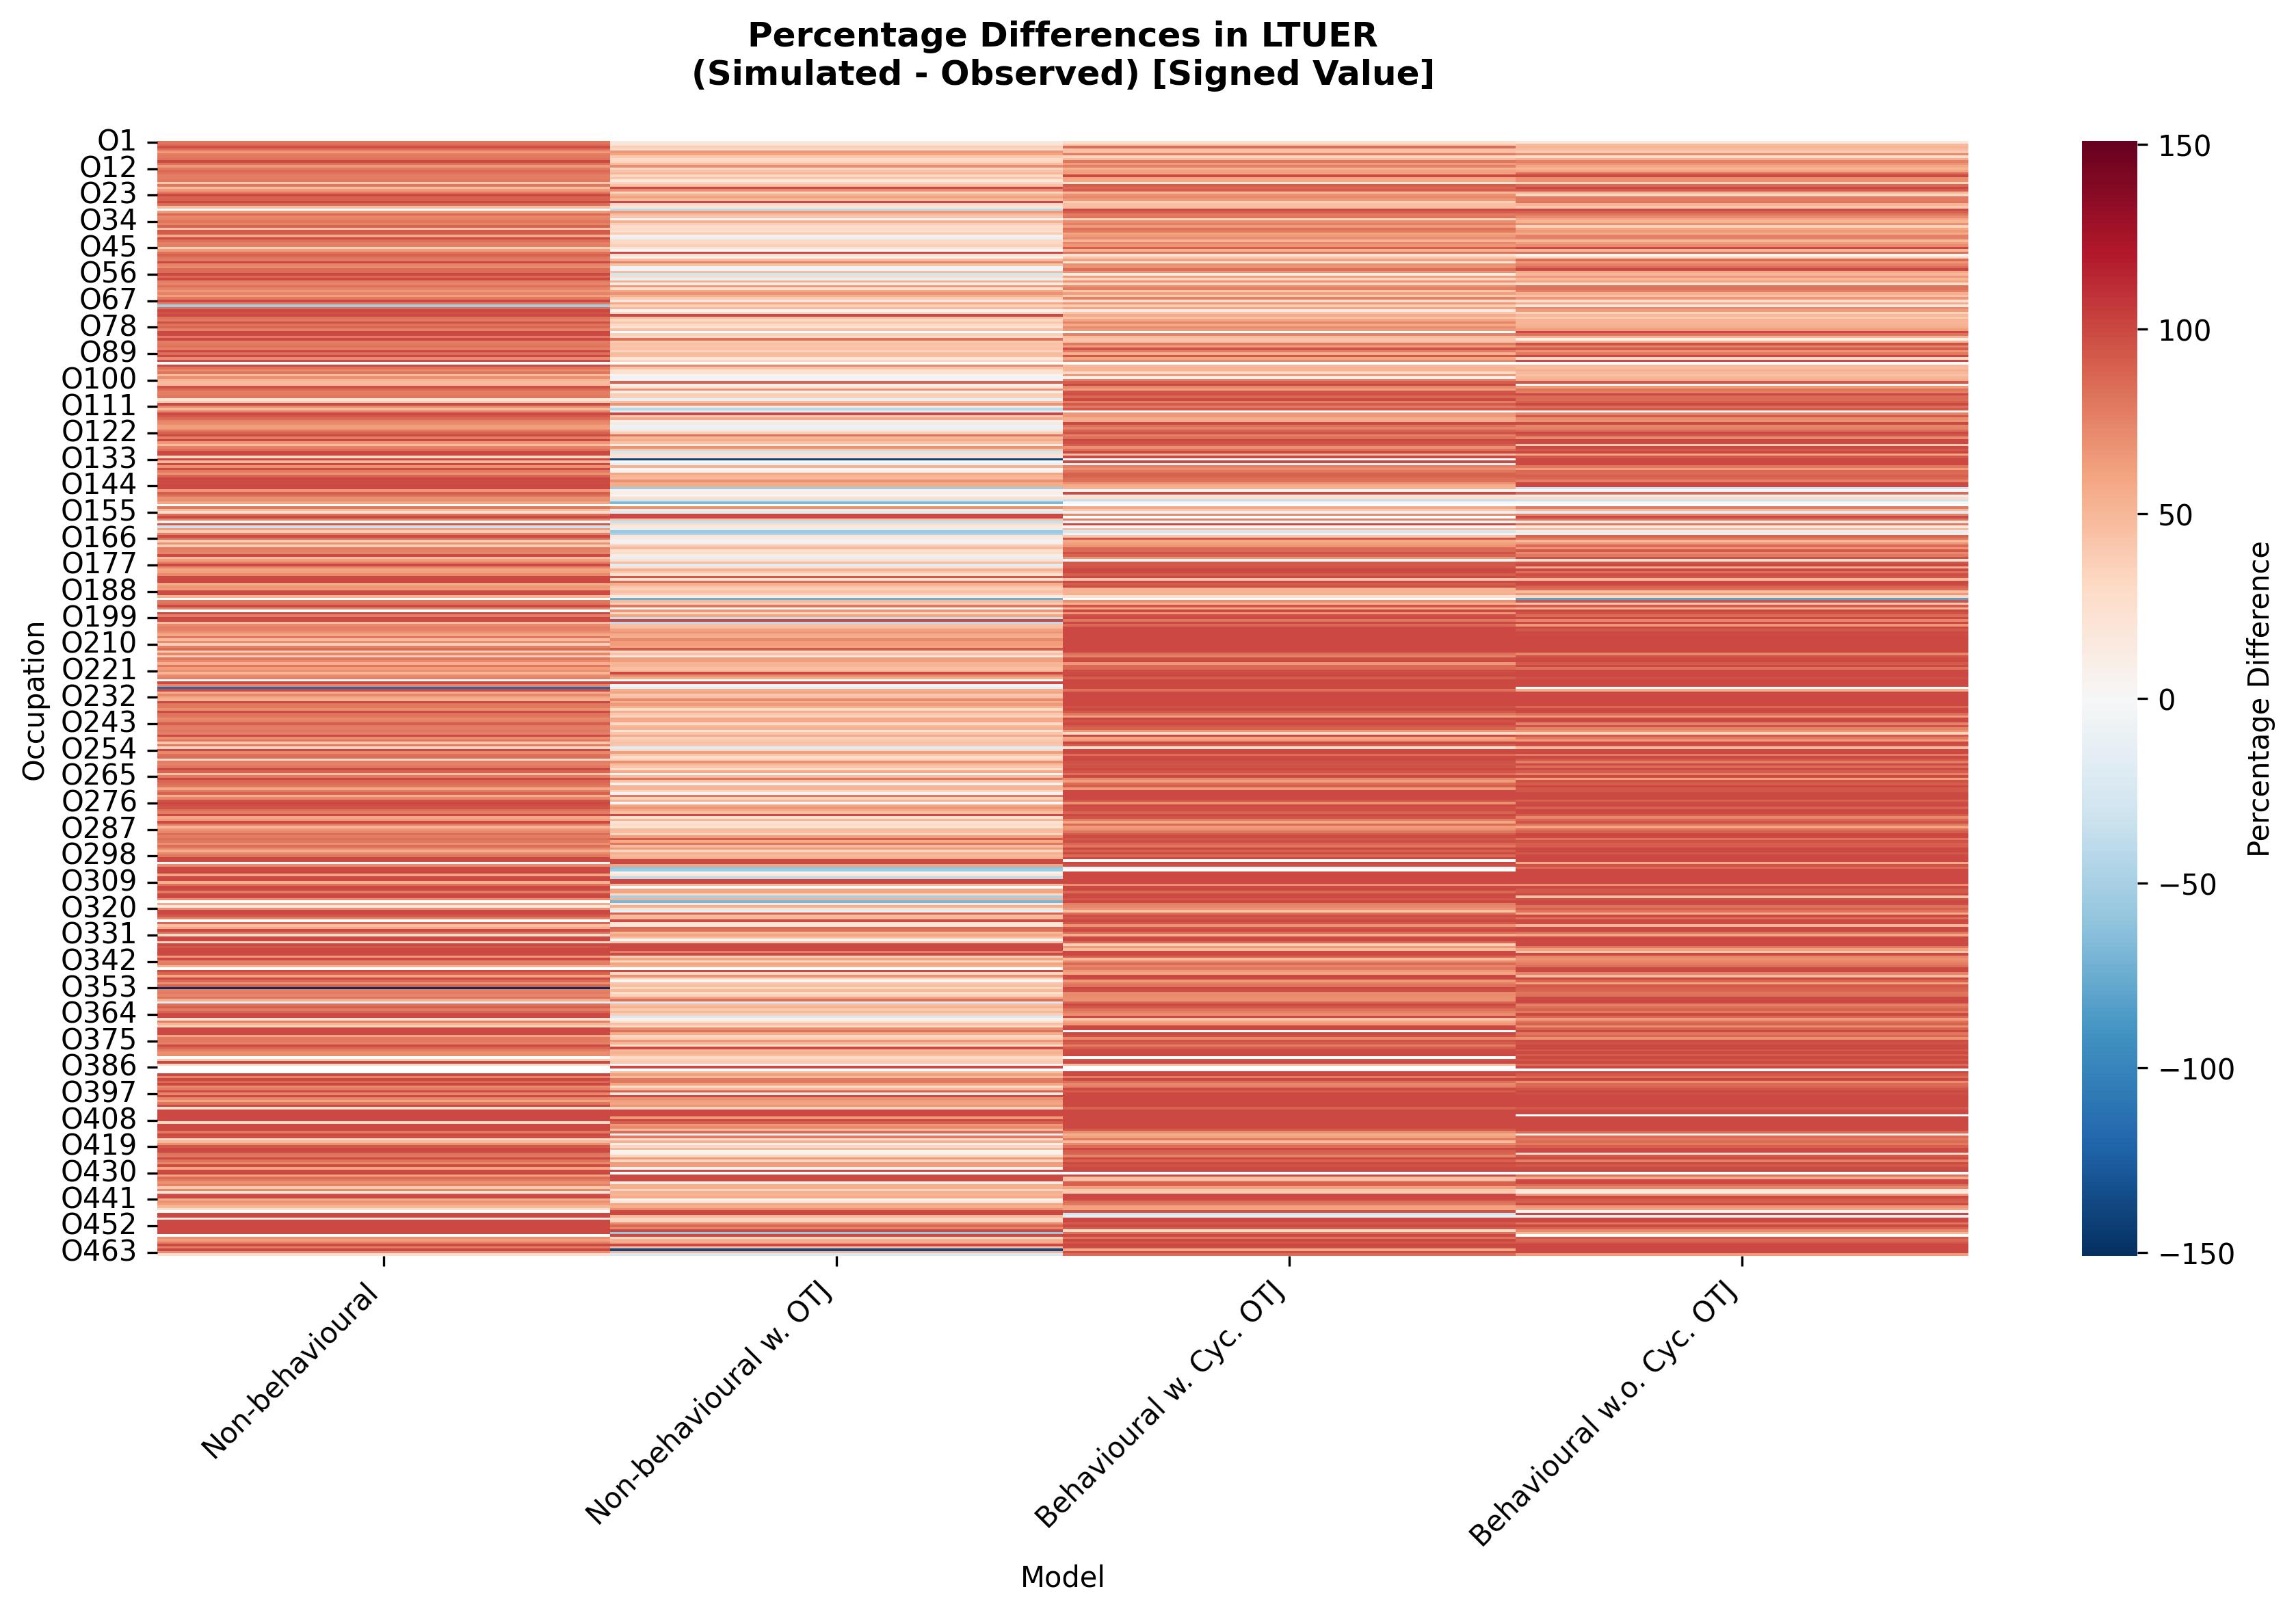 Percentage Differences in LTUER
(Simulated - Observed) [Signed Value]
Occupation
O1
O12
O23
O34
O45
O56
O67
O78
O89
O100
O111
O122
O133
O144
O155
O166
O177
O188
O199
O210
O221
O232
O243
O254
O265
O276
O287
O298
O309
O320
O331
O342
O353
O364
O375
O386
O397
O408
O419
O430
O441
O452
O463
Non-behavioural
Non-behavioural w. OTJ
Behavioural w. Cyc. OTJ
Behavioural w.o. Cyc. OTJ
Model
150
100
50
0
−50
−100
−150
Percentage Difference